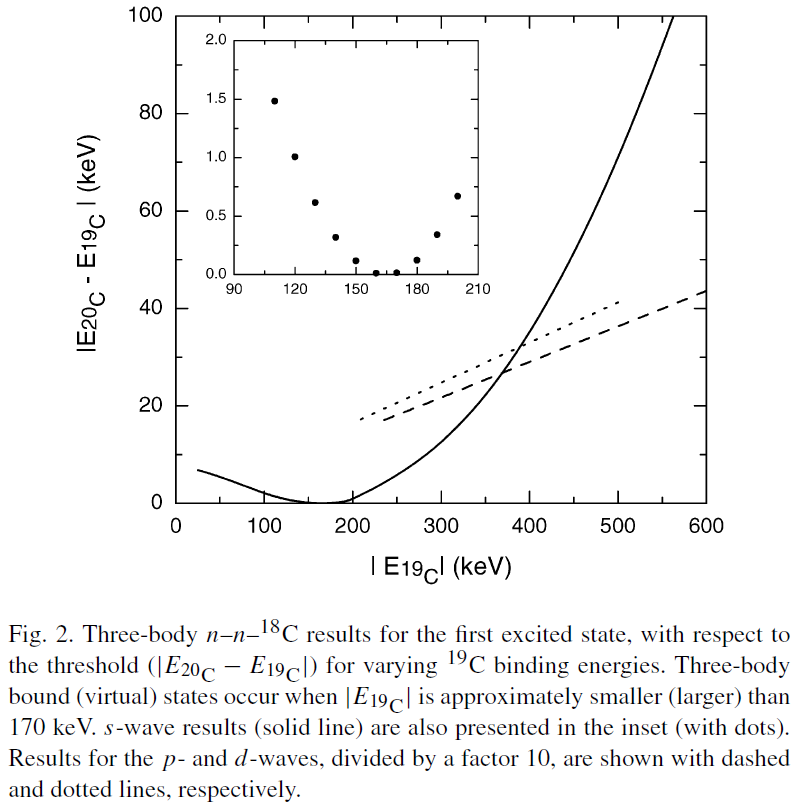 100
80
60
40
20
0
|E20C - E19C| (keV)
2.0
1.5
1.0
0.5
0.0
90 120 150 180 210
0 100 200 300 400 500 600
| E19C| (keV)
Fig. 2. Three-body n–n–18C results for the first excited state, with respect to
the threshold (|E20C − E19C|) for varying 19C binding energies. Three-body
bound (virtual) states occur when |E19C| is approximately smaller (larger) than
170 keV. s-wave results (solid line) are also presented in the inset (with dots).
Results for the p- and d-waves, divided by a factor 10, are shown with dashed
and dotted lines, respectively.